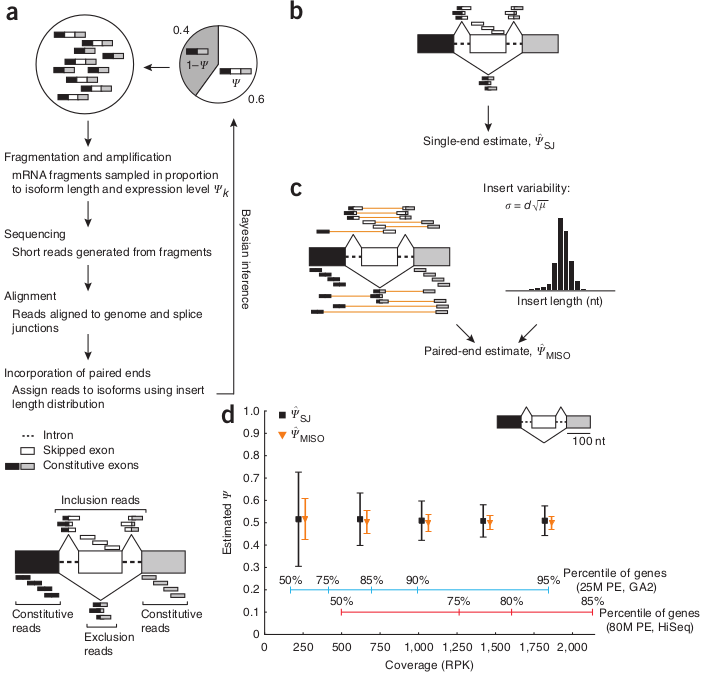 a
0.4
1–Ψ
Ψ
0.6
Fragmentation and amplification
mRNA fragments sampled in proportion
to isoform length and expression level Ψk
Sequencing
Short reads generated from fragments
Alignment
Reads aligned to genome and splice
junctions
Incorporation of paired ends
Assign reads to isoforms using insert
length distribution
Bayesian inference
Intron
Skipped exon
Constitutive exons
Inclusion reads
Constitutive
reads
Exclusion
reads
Constitutive
reads
b
Single-end estimate, Ψ̂SJ
c
Insert variability:
σ = d√μ
Insert length (nt)
Paired-end estimate, Ψ̂MISO
d
Ψ̂SJ
Ψ̂MISO
100 nt
Estimated Ψ
1.0
0.9
0.8
0.7
0.6
0.5
0.4
0.3
0.2
0.1
0
50% 75% 85% 90% 95%
Percentile of genes
(25M PE, GA2)
50% 75% 80% 85%
Percentile of genes
(80M PE, HiSeq)
0 250 500 750 1,000 1,250 1,500 1,750 2,000
Coverage (RPK)